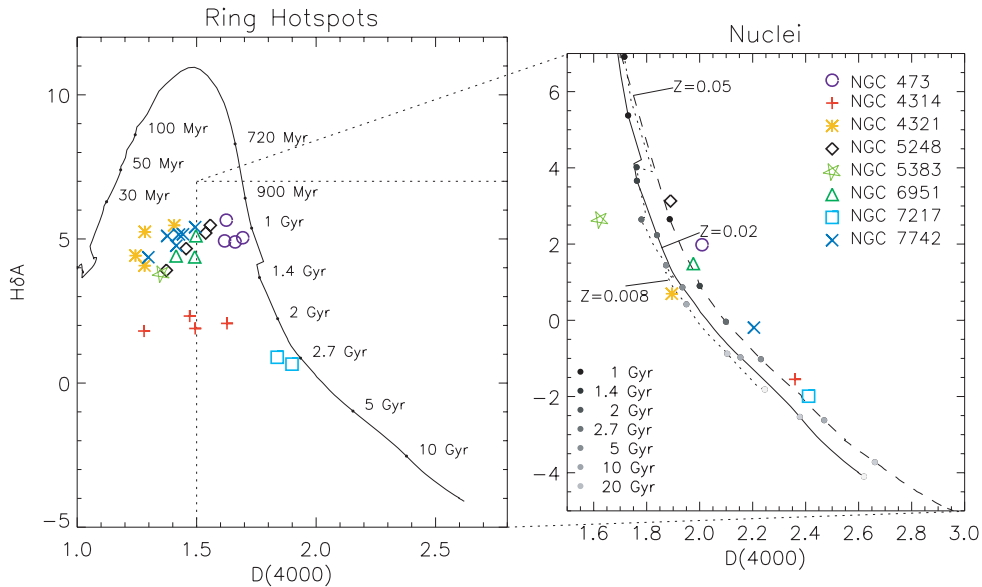 Ring Hotspots
10
5
0
−5
HδA
100 Myr
50 Myr
30 Myr
720 Myr
900 Myr
1 Gyr
1.4 Gyr
2 Gyr
2.7 Gyr
5 Gyr
10 Gyr
1.0 1.5 2.0 2.5
D(4000)
Nuclei
6
4
2
0
−2
−4
Z=0.05
Z=0.02
Z=0.008
NGC 473
NGC 4314
NGC 4321
NGC 5248
NGC 5383
NGC 6951
NGC 7217
NGC 7742
1 Gyr
1.4 Gyr
2 Gyr
2.7 Gyr
5 Gyr
10 Gyr
20 Gyr
1.6 1.8 2.0 2.2 2.4 2.6 2.8 3.0
D(4000)